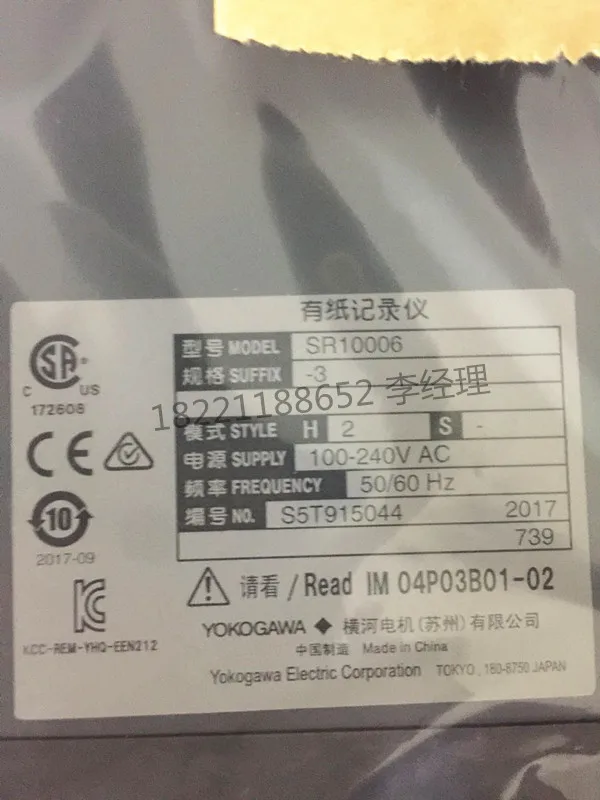 有纸记录仪
型号 MODEL SR10006
规格 SUFFIX -3
18221188652 李经理
模式 STYLE H 2 S -
电源 SUPPLY 100-240V AC
频率 FREQUENCY 50/60 Hz
编号 NO. S5T915044 2017
739
SA
C US
172608
CE
10
2017-09
KCC-REM-YHQ-EEN212
请看/Read IM 04P03B01-02
YOKOGAWA ◆ 横河电机(苏州)有限公司
中国制造 Made in China
Yokogawa Electric Corporation TOKYO, 180-8750 JAPAN